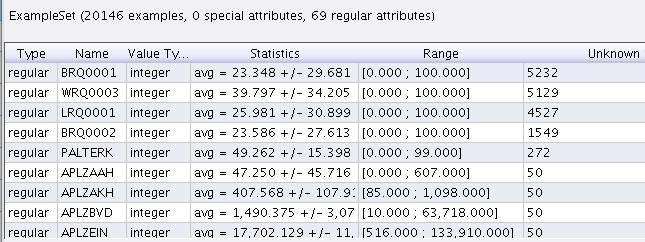 ExampleSet (20146 examples, 0 special attributes, 69 regular attributes)
Type Name Value Ty... Statistics Range Unknown
regular BRQ0001 integer avg = 23.348 +/- 29.681 [0.000 ; 100.000] 5232
regular WRQ0003 integer avg = 39.797 +/- 34.205 [0.000 ; 100.000] 5129
regular LRQ0001 integer avg = 25.981 +/- 30.899 [0.000 ; 100.000] 4527
regular BRQ0002 integer avg = 23.586 +/- 27.613 [0.000 ; 100.000] 1549
regular PALTERK integer avg = 49.262 +/- 15.398 [0.000 ; 99.000] 272
regular APLZAAH integer avg = 47.250 +/- 45.716 [0.000 ; 607.000] 50
regular APLZAKH integer avg = 407.568 +/- 107.91 [85.000 ; 1,098.000] 50
regular APLZBVD integer avg = 1,490.375 +/- 3,07 [10.000 ; 63,718.000] 50
regular APLZEIN integer avg = 17,702.129 +/- 11, [516.000 ; 133,910.000] 50